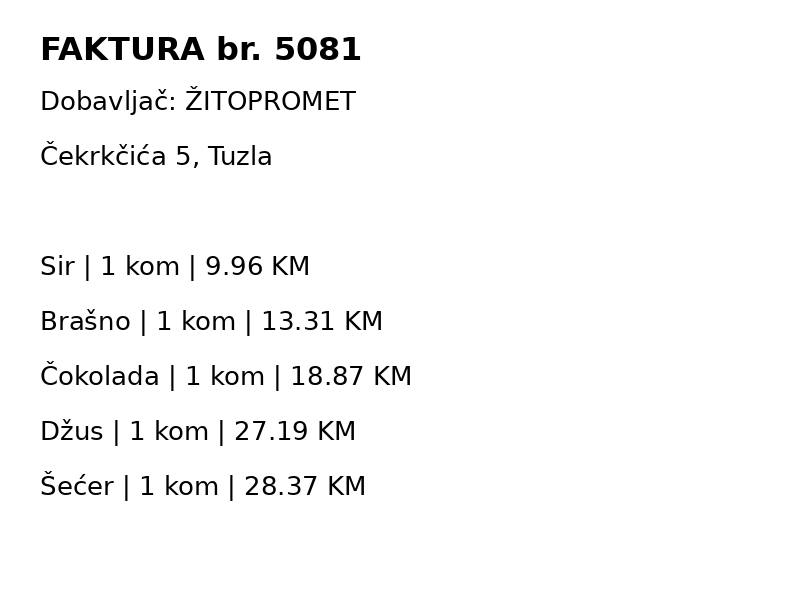 FAKTURA br. 5081
Dobavljač: ŽITOPROMET
Čekrkčića 5, Tuzla
Sir | 1 kom | 9.96 KM
Brašno | 1 kom | 13.31 KM
Čokolada | 1 kom | 18.87 KM
Džus | 1 kom | 27.19 KM
Šećer | 1 kom | 28.37 KM